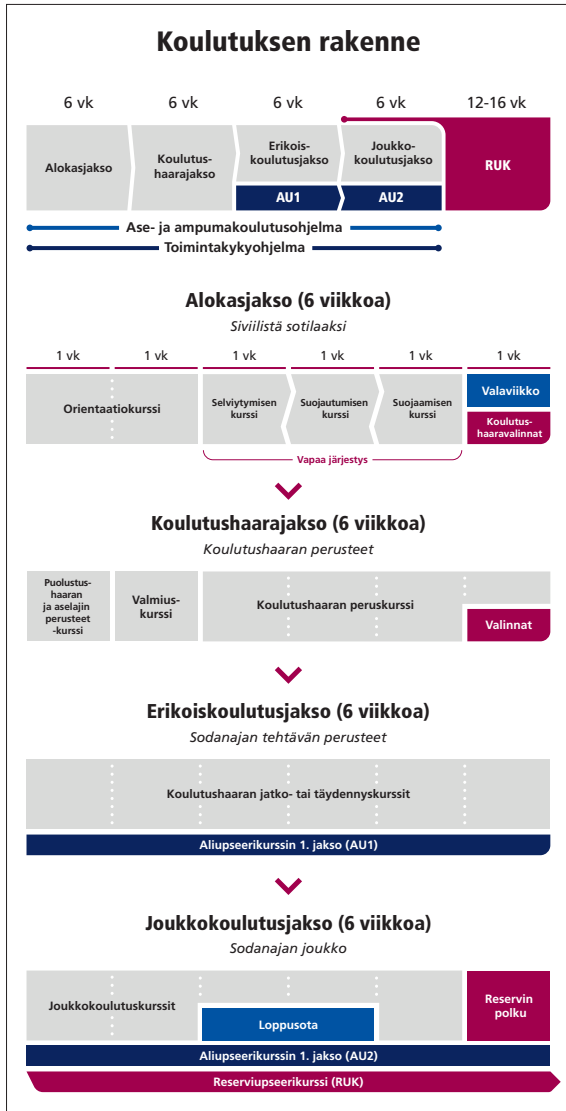 Koulutuksen rakenne
6 vk
6 vk
6 vk
6 vk
12-16 vk
Alokasjakso
Koulutus-
haarajakso
Erikois-
koulutusjakso
Joukko-
koulutusjakso
RUK
AU1
AU2
Ase- ja ampumakoulutusohjelma
Toimintakykyohjelma
Alokasjakso (6 viikkoa)
Siviilistä sotilaaksi
1 vk
1 vk
1 vk
1 vk
1 vk
1 vk
Orientaatiokurssi
Selviytymisen
kurssi
Suojautumisen
kurssi
Suojaamisen
kurssi
Valaviikko
Koulutus-
haaravalinnat
Vapaa järjestys
Koulutushaarajakso (6 viikkoa)
Koulutushaaran perusteet
Puolustus-
haaran
ja aselajin
perusteet
-kurssi
Valmius-
kurssi
Koulutushaaran peruskurssi
Valinnat
Erikoiskoulutusjakso (6 viikkoa)
Sodanajan tehtävän perusteet
Koulutushaaran jatko- tai täydennyskurssit
Aliupseerikurssin 1. jakso (AU1)
Joukkokoulutusjakso (6 viikkoa)
Sodanajan joukko
Joukkokoulutuskurssit
Loppusota
Reservin
polku
Aliupseerikurssin 1. jakso (AU2)
Reserviupseerikurssi (RUK)